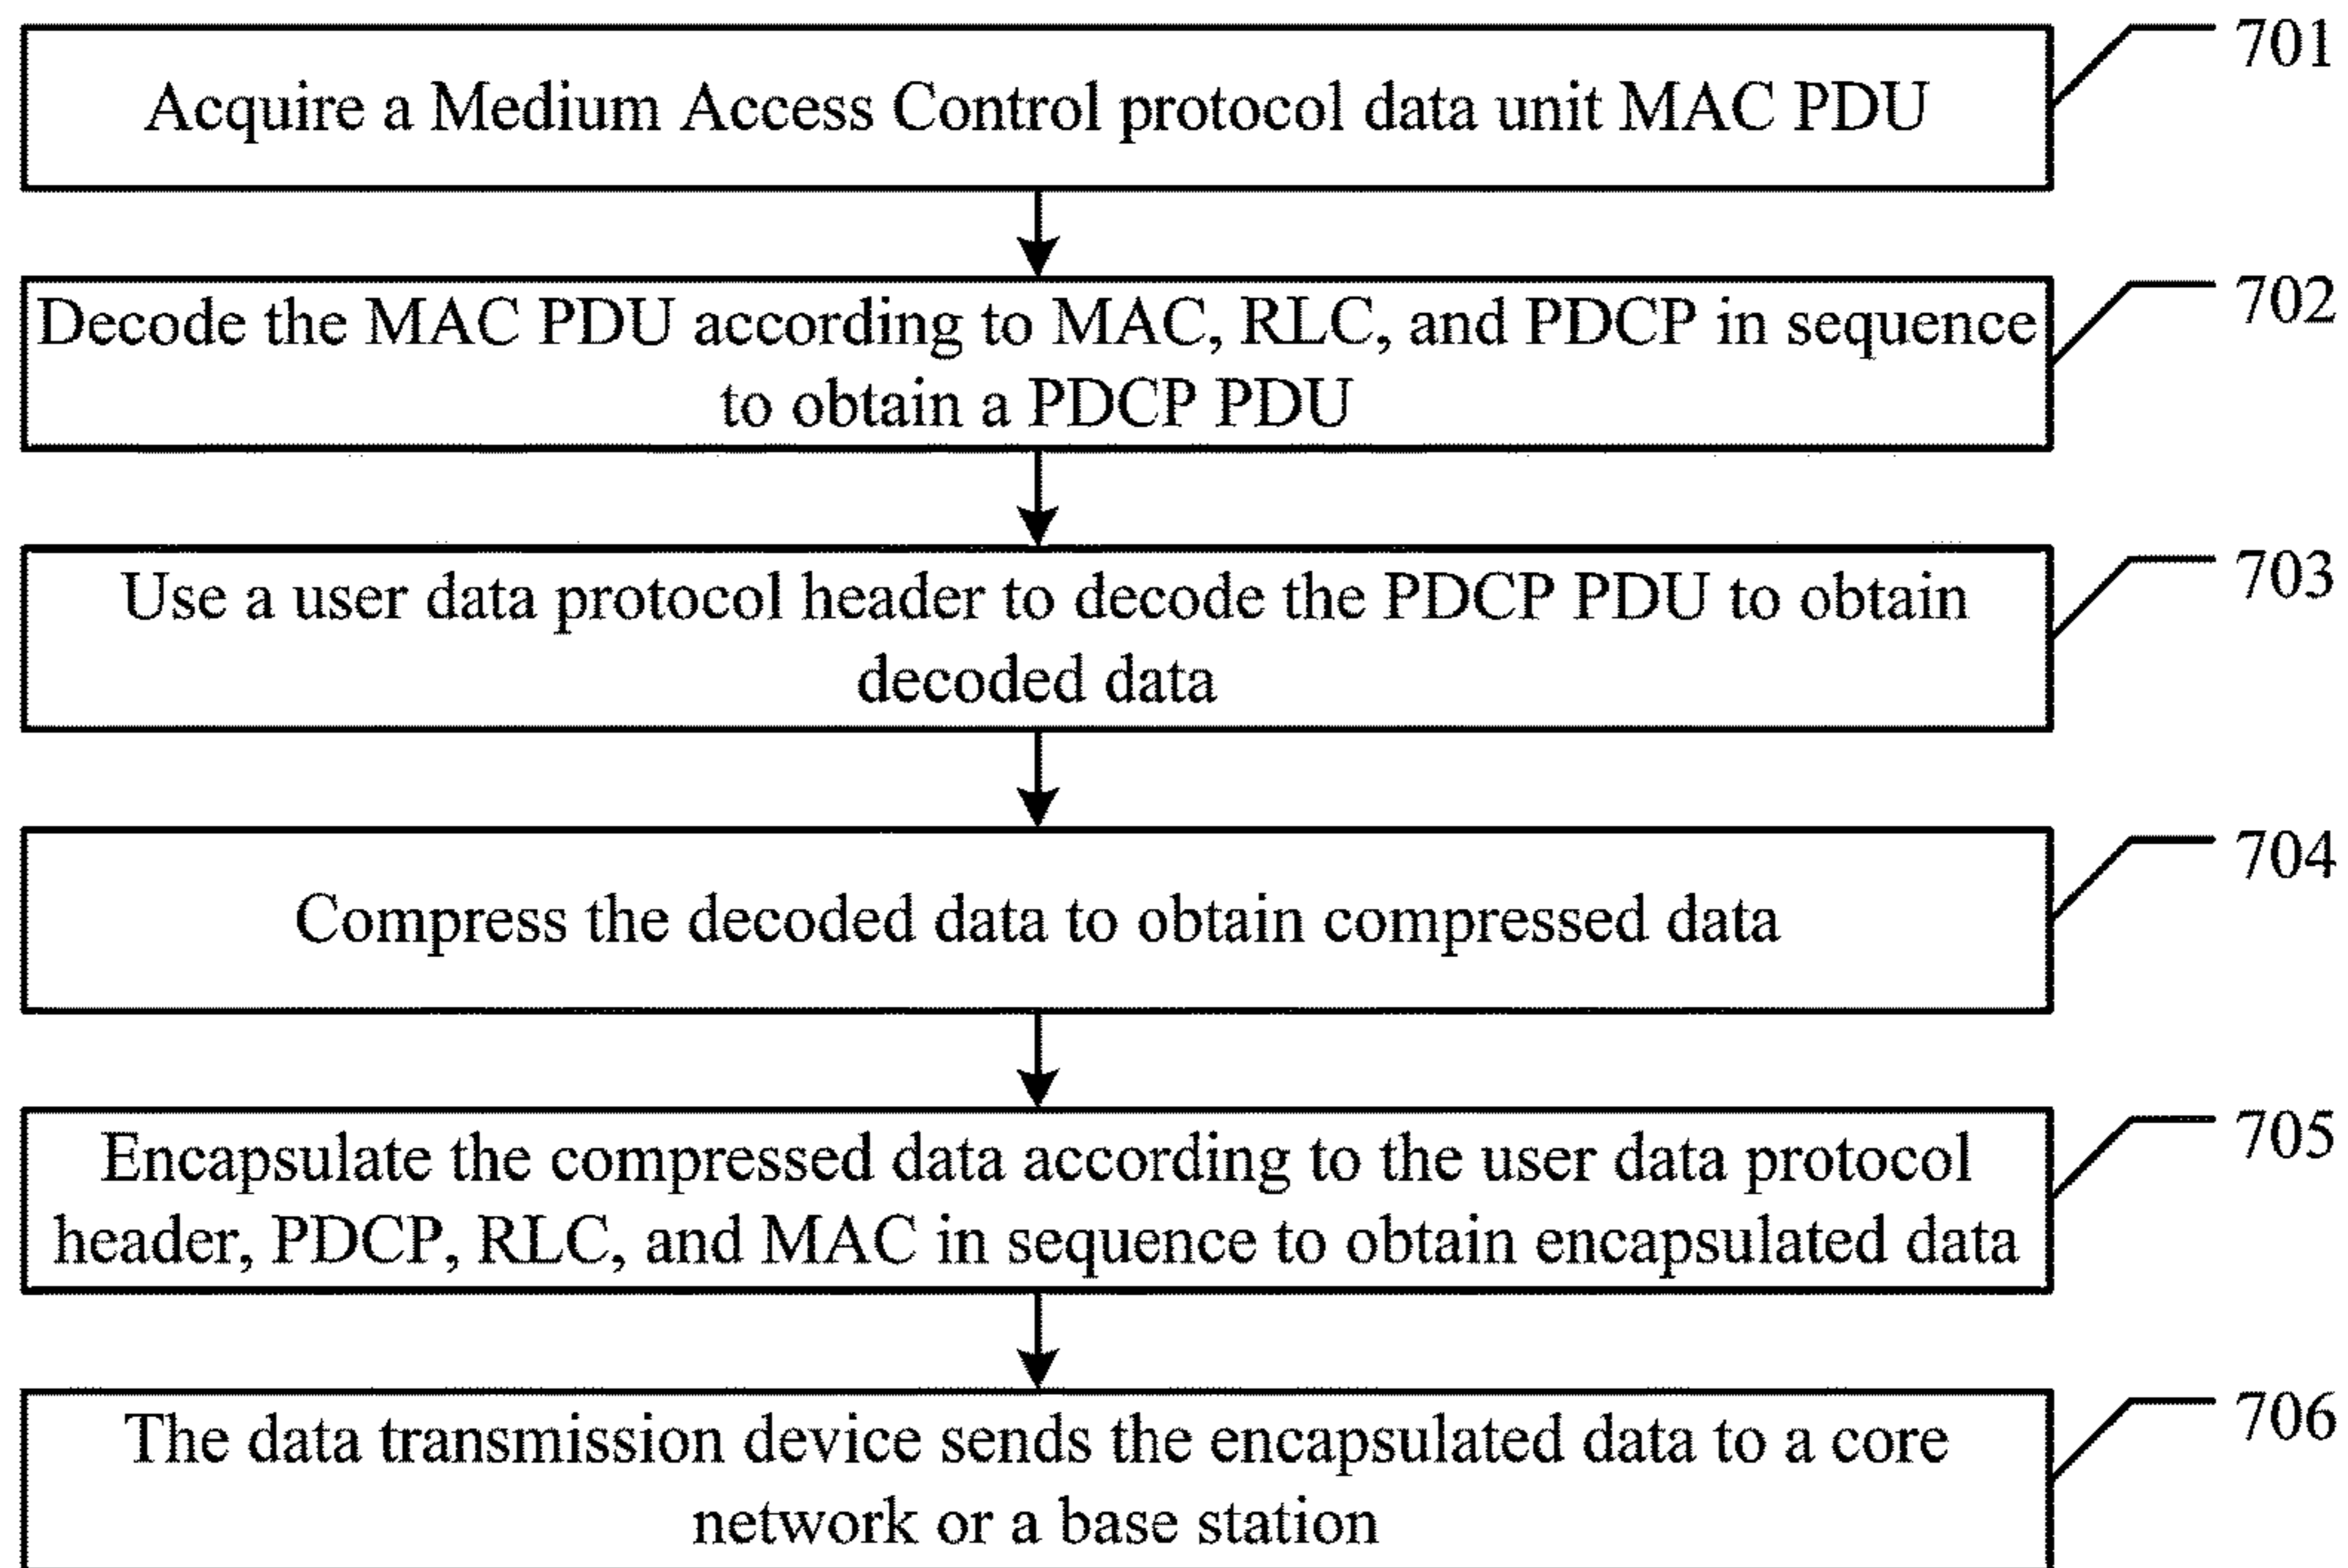 Acquire a Medium Access Control protocol data unit MAC PDU
701
Decode the MAC PDU according to MAC, RLC, and PDCP in sequence
to obtain a PDCP PDU
702
Use a user data protocol header to decode the PDCP PDU to obtain
decoded data
703
Compress the decoded data to obtain compressed data
704
Encapsulate the compressed data according to the user data protocol
header, PDCP, RLC, and MAC in sequence to obtain encapsulated data
705
The data transmission device sends the encapsulated data to a core
network or a base station
706